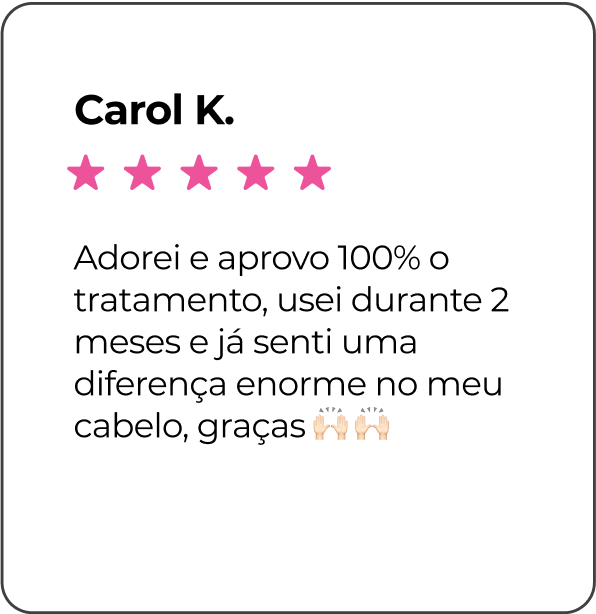 Carol K.
Adorei e aprovo 100% o
tratamento, usei durante 2
meses e já senti uma
diferença enorme no meu
cabelo, graças 🙌🏻 🙌🏻